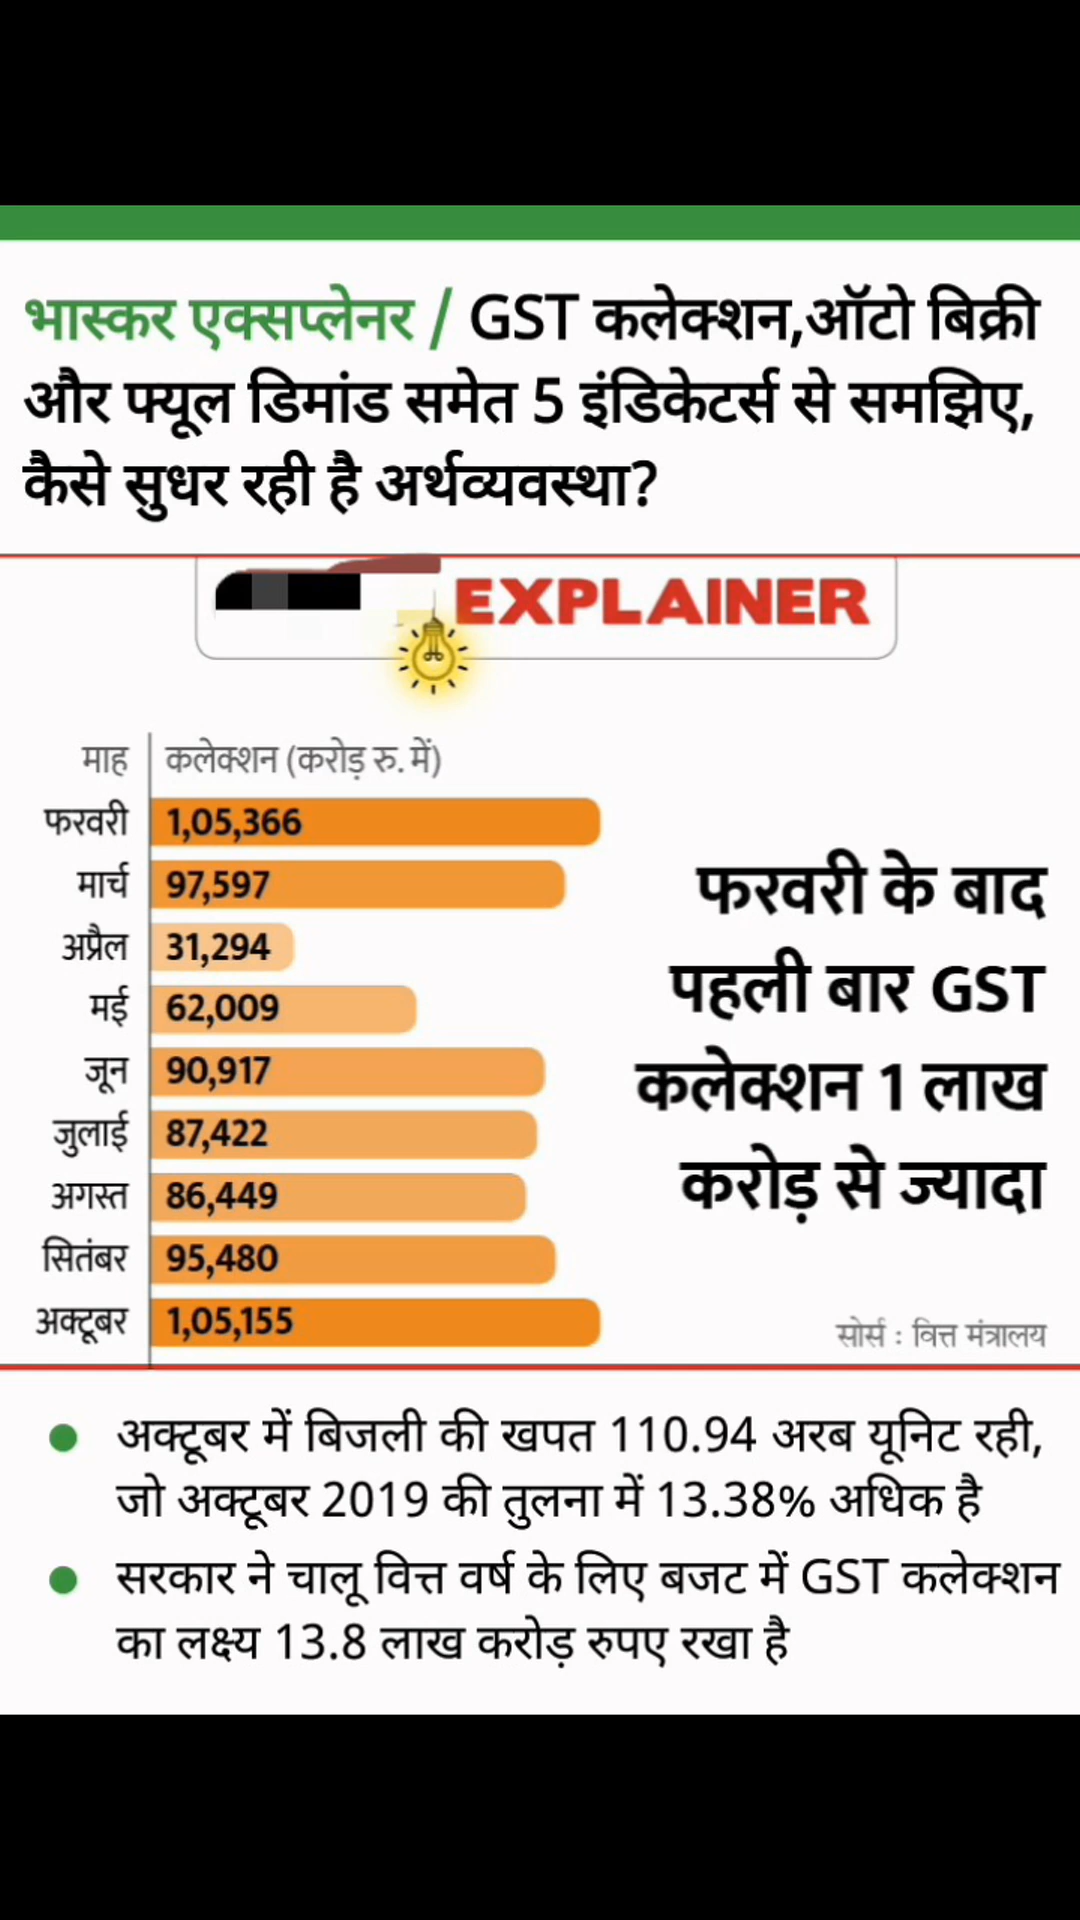 भास्कर एक्सप्लेनर / GST कलेक्शन,ऑटो बिक्री
और फ्यूल डिमांड समेत 5 इंडिकेटर्स से समझिए,
कैसे सुधर रही है अर्थव्यवस्था?
EXPLAINER
माह कलेक्शन (करोड़ रु. में)
फरवरी 1,05,366
मार्च 97,597
अप्रैल 31,294
मई 62,009
जून 90,917
जुलाई 87,422
अगस्त 86,449
सितंबर 95,480
अक्टूबर 1,05,155
फरवरी के बाद
पहली बार GST
कलेक्शन 1 लाख
करोड़ से ज्यादा
सोर्स : वित्त मंत्रालय
अक्टूबर में बिजली की खपत 110.94 अरब यूनिट रही,
जो अक्टूबर 2019 की तुलना में 13.38% अधिक है
सरकार ने चालू वित्त वर्ष के लिए बजट में GST कलेक्शन
का लक्ष्य 13.8 लाख करोड़ रुपए रखा है